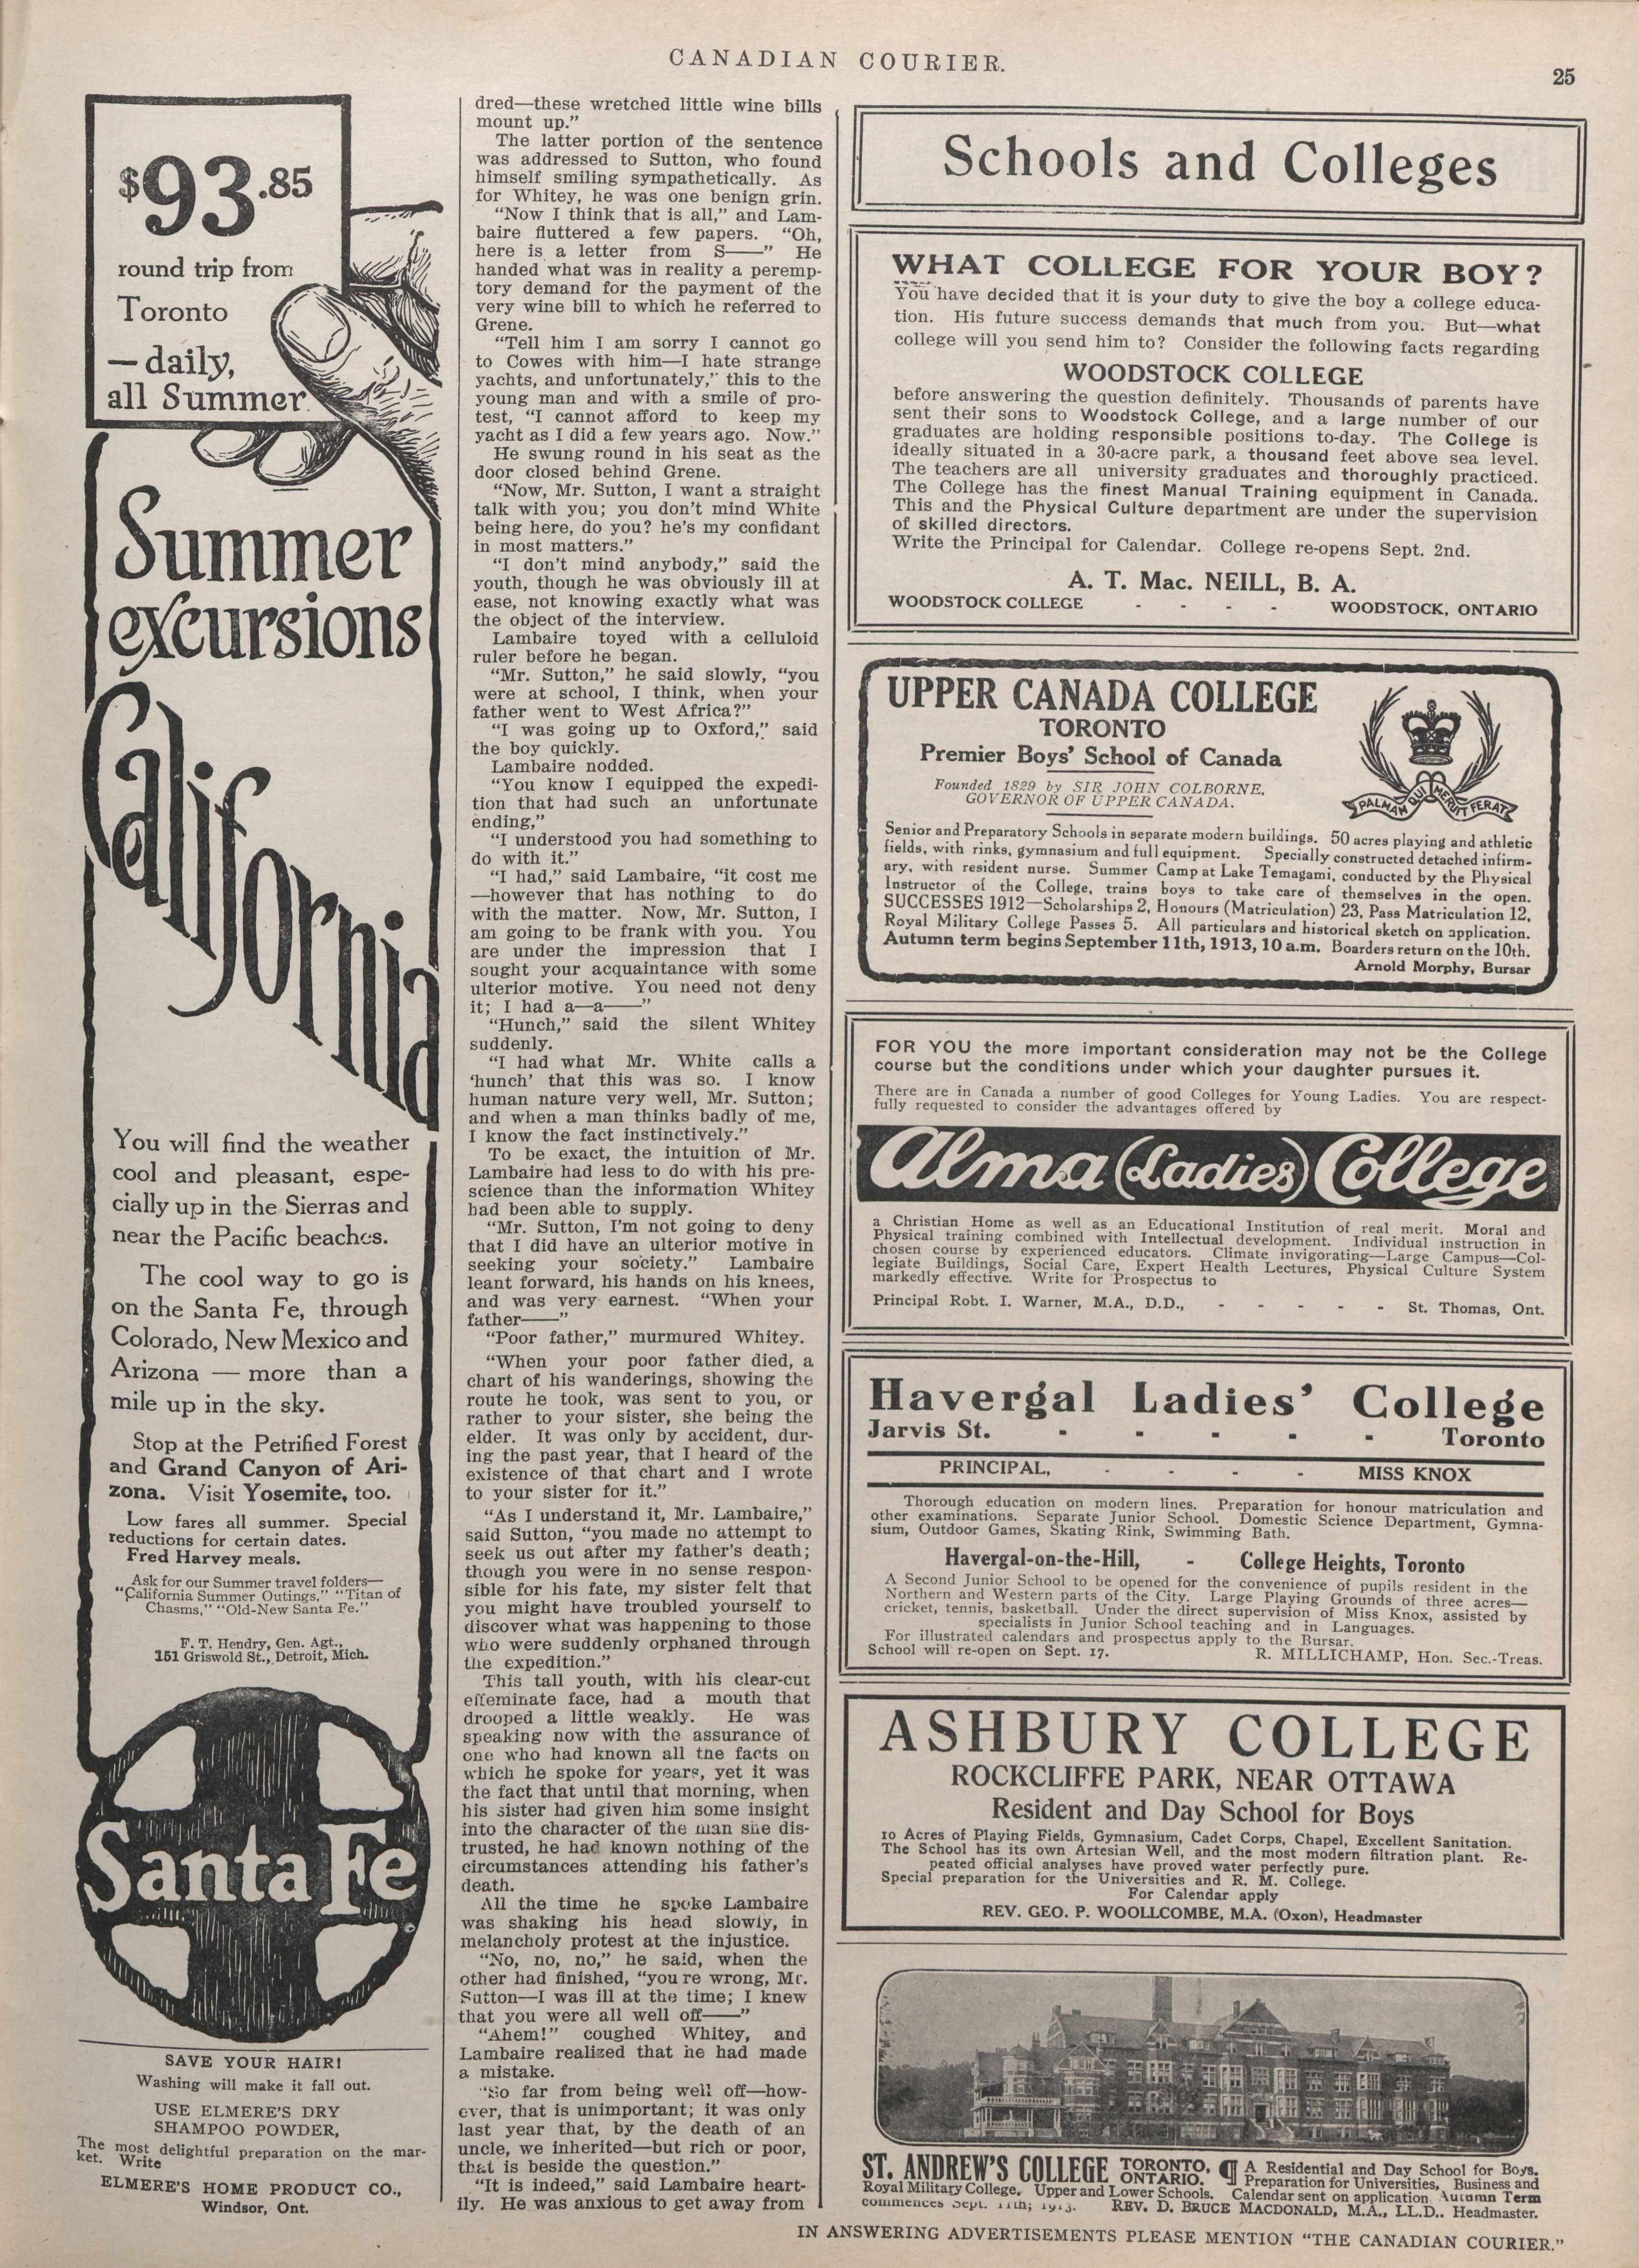 CANADIAN COURIER.
25
$93.85
round trip from
Toronto
— daily,
all Summer
Summer
excursions
California
You will find the weather
cool and pleasant, espe-
cially up in the Sierras and
near the Pacific beaches.
The cool way to go is
on the Santa Fe, through
Colorado, New Mexico and
Arizona — more than a
mile up in the sky.
Stop at the Petrified Forest
and Grand Canyon of Ari-
zona. Visit Yosemite, too.
Low fares all summer. Special
reductions for certain dates.
Fred Harvey meals.
Ask for our Summer travel folders—
"California Summer Outings," "Titan of
Chasms," "Old-New Santa Fe."
F. T. Hendry, Gen. Agt.,
151 Griswold St., Detroit, Mich.
Santa Fe
SAVE YOUR HAIR!
Washing will make it fall out.
USE ELMERE'S DRY
SHAMPOO POWDER,
The most delightful preparation on the mar-
ket. Write
ELMERE'S HOME PRODUCT CO.,
Windsor, Ont.
dred—these wretched little wine bills
mount up."
The latter portion of the sentence
was addressed to Sutton, who found
himself smiling sympathetically. As
for Whitey, he was one benign grin.
"Now I think that is all," and Lam-
baire fluttered a few papers. "Oh,
here is a letter from S——" He
handed what was in reality a peremp-
tory demand for the payment of the
very wine bill to which he referred to
Grene.
"Tell him I am sorry I cannot go
to Cowes with him—I hate strange
yachts, and unfortunately," this to the
young man and with a smile of pro-
test, "I cannot afford to keep my
yacht as I did a few years ago. Now."
He swung round in his seat as the
door closed behind Grene.
"Now, Mr. Sutton, I want a straight
talk with you; you don't mind White
being here, do you? he's my confidant
in most matters."
"I don't mind anybody," said the
youth, though he was obviously ill at
ease, not knowing exactly what was
the object of the interview.
Lambaire toyed with a celluloid
ruler before he began.
"Mr. Sutton," he said slowly, "you
were at school, I think, when your
father went to West Africa?"
"I was going up to Oxford," said
the boy quickly.
Lambaire nodded.
"You know I equipped the expedi-
tion that had such an unfortunate
ending,"
"I understood you had something to
do with it."
"I had," said Lambaire, "it cost me
—however that has nothing to do
with the matter. Now, Mr. Sutton, I
am going to be frank with you. You
are under the impression that I
sought your acquaintance with some
ulterior motive. You need not deny
it; I had a—a——"
"Hunch," said the silent Whitey
suddenly.
"I had what Mr. White calls a
'hunch' that this was so. I know
human nature very well, Mr. Sutton;
and when a man thinks badly of me,
I know the fact instinctively."
To be exact, the intuition of Mr.
Lambaire had less to do with his pre-
science than the information Whitey
had been able to supply.
"Mr. Sutton, I'm not going to deny
that I did have an ulterior motive in
seeking your society." Lambaire
leant forward, his hands on his knees,
and was very earnest. "When your
father——"
"Poor father," murmured Whitey.
"When your poor father died, a
chart of his wanderings, showing the
route he took, was sent to you, or
rather to your sister, she being the
elder. It was only by accident, dur-
ing the past year, that I heard of the
existence of that chart and I wrote
to your sister for it."
"As I understand it, Mr. Lambaire,"
said Sutton, "you made no attempt to
seek us out after my father's death;
though you were in no sense respon-
sible for his fate, my sister felt that
you might have troubled yourself to
discover what was happening to those
who were suddenly orphaned through
the expedition."
This tall youth, with his clear-cut
effeminate face, had a mouth that
drooped a little weakly. He was
speaking now with the assurance of
one who had known all the facts on
which he spoke for years, yet it was
the fact that until that morning, when
his sister had given him some insight
into the character of the man she dis-
trusted, he had known nothing of the
circumstances attending his father's
death.
All the time he spoke Lambaire
was shaking his head slowly, in
melancholy protest at the injustice.
"No, no, no," he said, when the
other had finished, "you re wrong, Mr.
Sutton—I was ill at the time; I knew
that you were all well off——"
"Ahem!" coughed Whitey, and
Lambaire realized that he had made
a mistake.
"So far from being well off—how-
ever, that is unimportant; it was only
last year that, by the death of an
uncle, we inherited—but rich or poor,
that is beside the question."
"It is indeed," said Lambaire heart-
ily. He was anxious to get away from
Schools and Colleges
WHAT COLLEGE FOR YOUR BOY?
You have decided that it is your duty to give the boy a college educa-
tion. His future success demands that much from you. But—what
college will you send him to? Consider the following facts regarding
WOODSTOCK COLLEGE
before answering the question definitely. Thousands of parents have
sent their sons to Woodstock College, and a large number of our
graduates are holding responsible positions to-day. The College is
ideally situated in a 30-acre park, a thousand feet above sea level.
The teachers are all university graduates and thoroughly practiced.
The College has the finest Manual Training equipment in Canada.
This and the Physical Culture department are under the supervision
of skilled directors.
Write the Principal for Calendar. College re-opens Sept. 2nd.
A. T. Mac. NEILL, B. A.
WOODSTOCK COLLEGE - - - - WOODSTOCK, ONTARIO
UPPER CANADA COLLEGE
TORONTO
Premier Boys' School of Canada
Founded 1829 by SIR JOHN COLBORNE,
GOVERNOR OF UPPER CANADA.
PALMAM QUI MERUIT FERAT
Senior and Preparatory Schools in separate modern buildings. 50 acres playing and athletic
fields, with rinks, gymnasium and full equipment. Specially constructed detached infirm-
ary, with resident nurse. Summer Camp at Lake Temagami, conducted by the Physical
Instructor of the College, trains boys to take care of themselves in the open.
SUCCESSES 1912—Scholarships 2, Honours (Matriculation) 23, Pass Matriculation 12,
Royal Military College Passes 5. All particulars and historical sketch on application.
Autumn term begins September 11th, 1913, 10 a.m. Boarders return on the 10th.
Arnold Morphy, Bursar
FOR YOU the more important consideration may not be the College
course but the conditions under which your daughter pursues it.
There are in Canada a number of good Colleges for Young Ladies. You are respect-
fully requested to consider the advantages offered by
Alma (Ladies) College
a Christian Home as well as an Educational Institution of real merit. Moral and
Physical training combined with Intellectual development. Individual instruction in
chosen course by experienced educators. Climate invigorating—Large Campus—Col-
legiate Buildings, Social Care, Expert Health Lectures, Physical Culture System
markedly effective. Write for Prospectus to
Principal Robt. I. Warner, M.A., D.D., - - - - - St. Thomas, Ont.
Havergal Ladies' College
Jarvis St. - - - - - Toronto
PRINCIPAL, - - - - MISS KNOX
Thorough education on modern lines. Preparation for honour matriculation and
other examinations. Separate Junior School. Domestic Science Department, Gymna-
sium, Outdoor Games, Skating Rink, Swimming Bath.
Havergal-on-the-Hill, - College Heights, Toronto
A Second Junior School to be opened for the convenience of pupils resident in the
Northern and Western parts of the City. Large Playing Grounds of three acres—
cricket, tennis, basketball. Under the direct supervision of Miss Knox, assisted by
specialists in Junior School teaching and in Languages.
For illustrated calendars and prospectus apply to the Bursar.
School will re-open on Sept. 17. R. MILLICHAMP, Hon. Sec.-Treas.
ASHBURY COLLEGE
ROCKCLIFFE PARK, NEAR OTTAWA
Resident and Day School for Boys
10 Acres of Playing Fields, Gymnasium, Cadet Corps, Chapel, Excellent Sanitation.
The School has its own Artesian Well, and the most modern filtration plant. Re-
peated official analyses have proved water perfectly pure.
Special preparation for the Universities and R. M. College.
For Calendar apply
REV. GEO. P. WOOLLCOMBE, M.A. (Oxon), Headmaster
ST. ANDREW'S COLLEGE TORONTO, ONTARIO. ¶ A Residential and Day School for Boys.
Preparation for Universities, Business and
Royal Military College. Upper and Lower Schools. Calendar sent on application. Autumn Term
commences Sept. 11th; 1913. REV. D. BRUCE MACDONALD, M.A., LL.D.. Headmaster.
IN ANSWERING ADVERTISEMENTS PLEASE MENTION "THE CANADIAN COURIER."